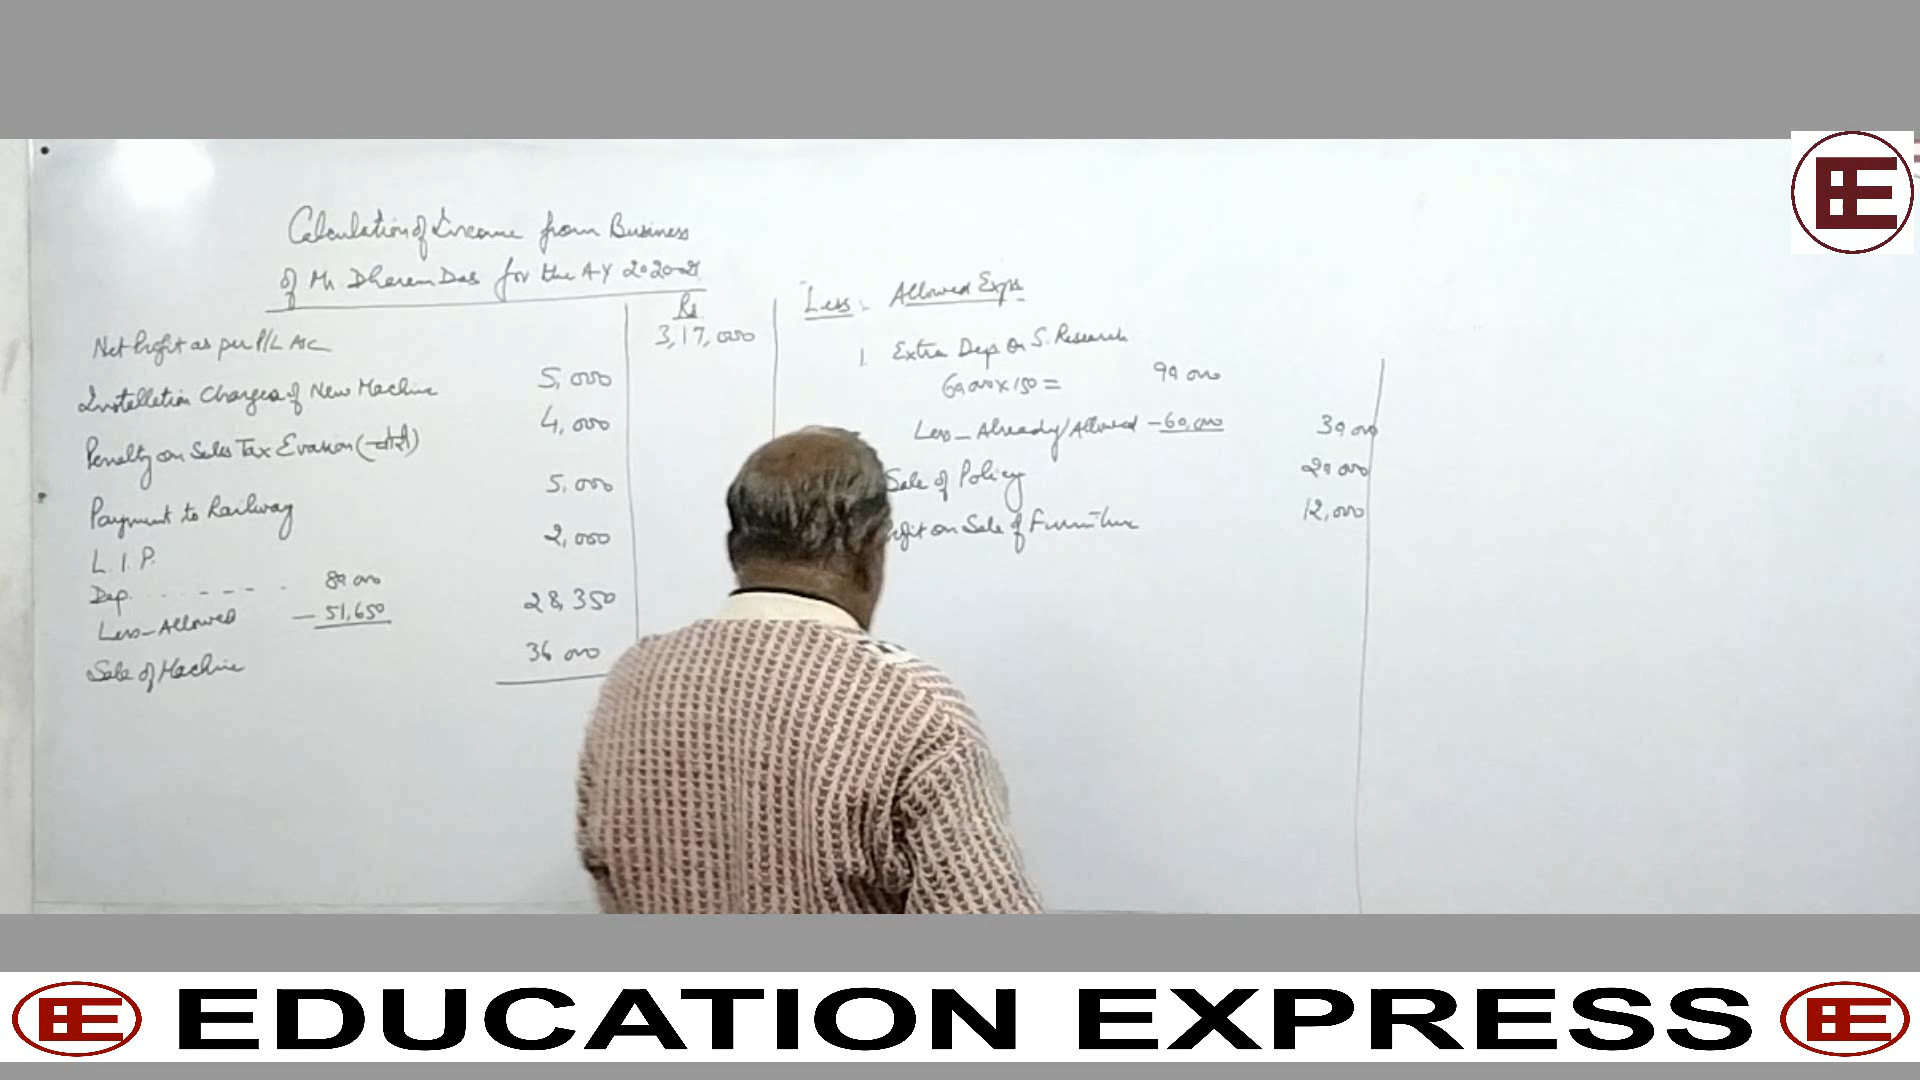 Calculation of Income from Business
of Mr. Dharam Das for the A.Y 2020-21
Rs
Net Profit as per P/L A/C 3,17,000
Installation Charges of New Machine 5,000
Penalty on Sales Tax Evasion (चोरी) 4,000
Payment to Railway 5,000
L.I.P. 2,000
Dep. - - - - - 80,000
Less - Allowed - 51,650 28,350
Sale of Machine 36,000
Less :- Allowed Exps
1. Extra Dep. on S. Research
60,000 x 150 = 90,000
Less - Already Allowed - 60,000 30,000
Sale of Policy 20,000
on Sale of Furniture 12,000
EE
EE EDUCATION EXPRESS EE